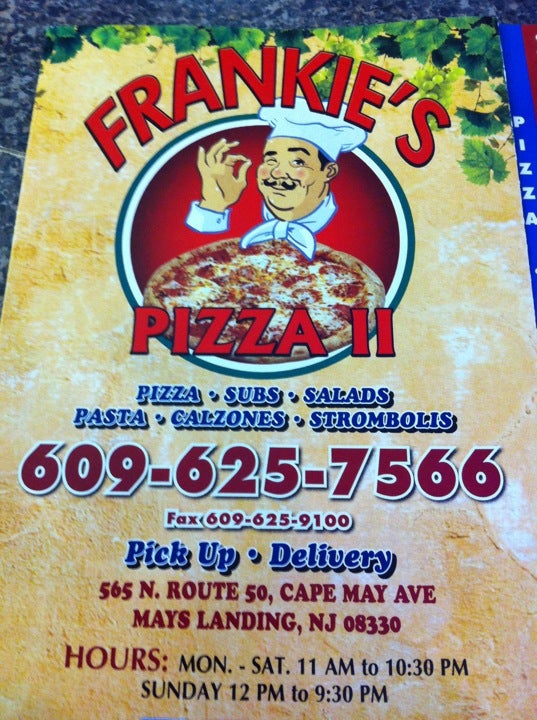 FRANKIE'S
PIZZA II
PIZZA • SUBS • SALADS
PASTA • CALZONES • STROMBOLIS
609-625-7566
Fax 609-625-9100
Pick Up • Delivery
565 N. ROUTE 50, CAPE MAY AVE
MAYS LANDING, NJ 08330
HOURS: MON. - SAT. 11 AM to 10:30 PM
SUNDAY 12 PM to 9:30 PM
PIZZA